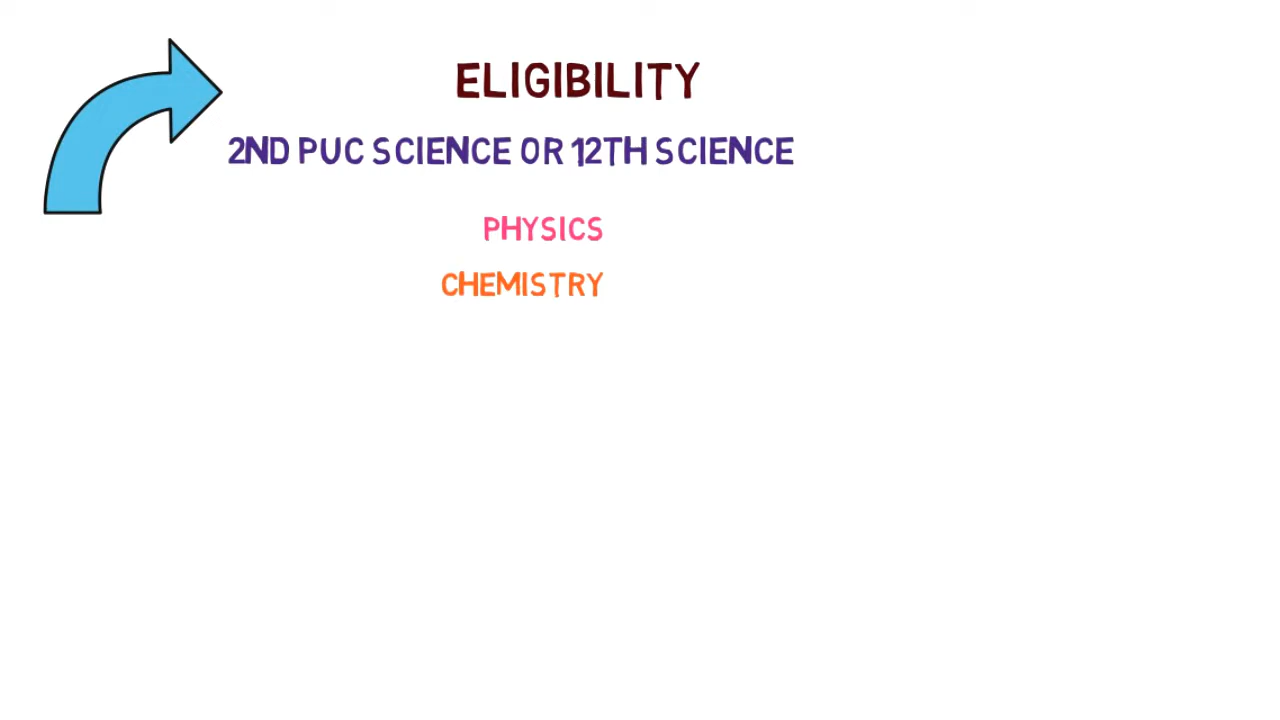 ELIGIBILITY
2ND PUC SCIENCE OR 12TH SCIENCE
PHYSICS
CHEMISTRY